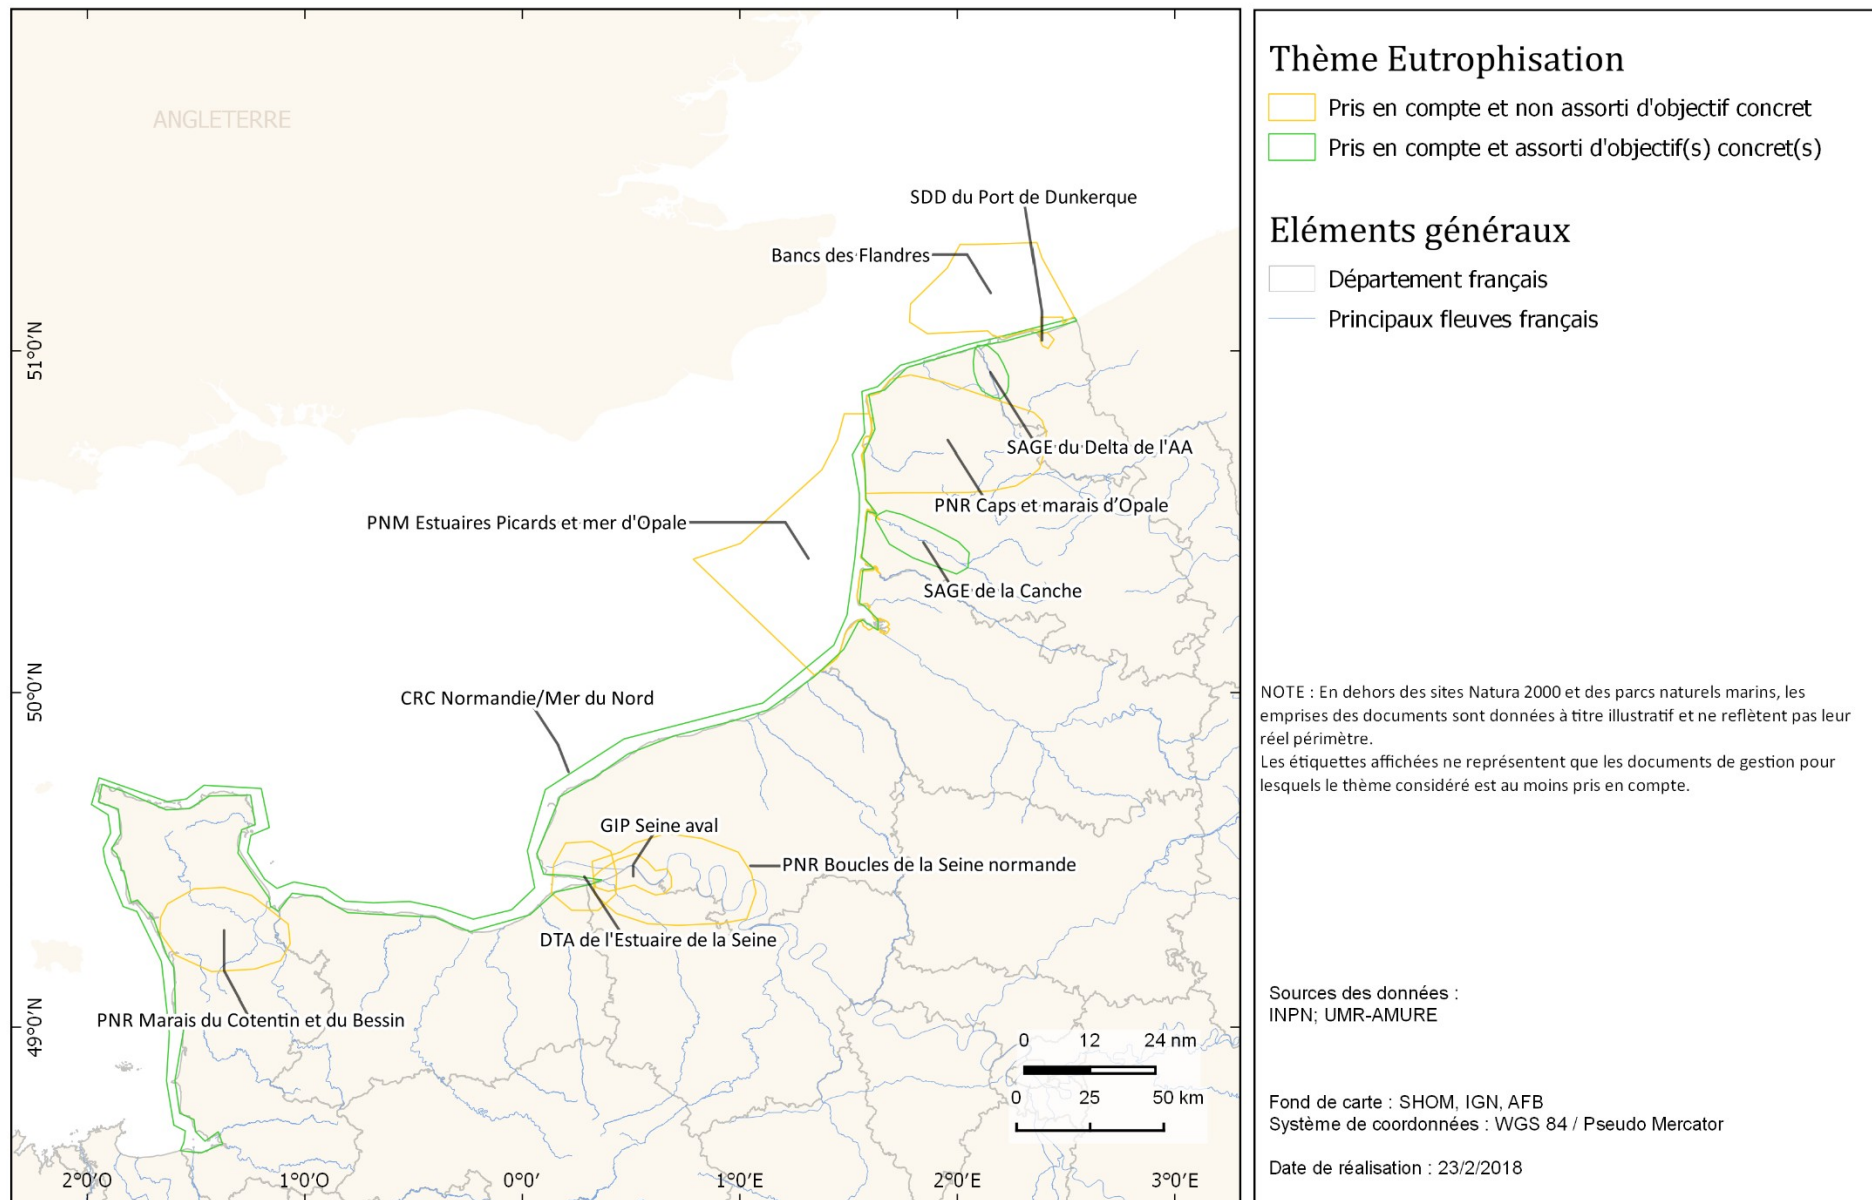 ANGLETERRE
SDD du Port de Dunkerque
Bancs des Flandres
SAGE du Delta de l'AA
PNR Caps et marais d’Opale
PNM Estuaires Picards et mer d'Opale
SAGE de la Canche
CRC Normandie/Mer du Nord
GIP Seine aval
PNR Boucles de la Seine normande
DTA de l'Estuaire de la Seine
PNR Marais du Cotentin et du Bessin
51°0'N
50°0'N
49°0'N
0 12 24 nm
0 25 50 km
2°0'O 1°0'O 0°0' 1°0'E 2°0'E 3°0'E
Thème Eutrophisation
Pris en compte et non assorti d'objectif concret
Pris en compte et assorti d'objectif(s) concret(s)
Eléments généraux
Département français
Principaux fleuves français
NOTE : En dehors des sites Natura 2000 et des parcs naturels marins, les
emprises des documents sont données à titre illustratif et ne reflètent pas leur
réel périmètre.
Les étiquettes affichées ne représentent que les documents de gestion pour
lesquels le thème considéré est au moins pris en compte.
Sources des données :
INPN; UMR-AMURE
Fond de carte : SHOM, IGN, AFB
Système de coordonnées : WGS 84 / Pseudo Mercator
Date de réalisation : 23/2/2018